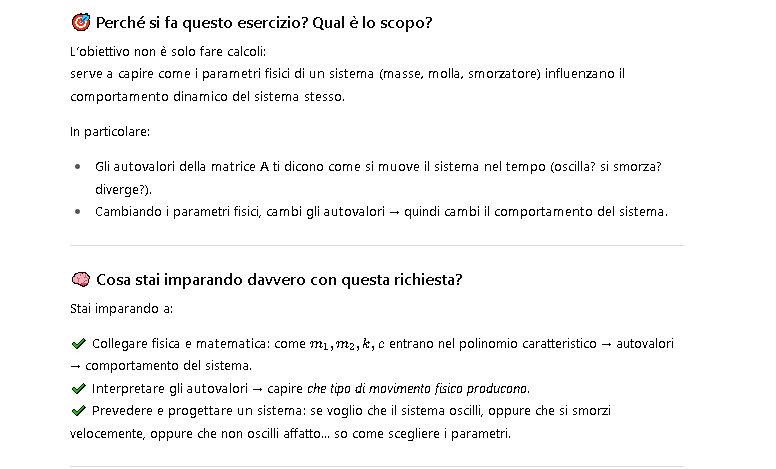 🎯 Perché si fa questo esercizio? Qual è lo scopo?
L'obiettivo non è solo fare calcoli:
serve a capire come i parametri fisici di un sistema (masse, molla, smorzatore) influenzano il
comportamento dinamico del sistema stesso.
In particolare:
• Gli autovalori della matrice A ti dicono come si muove il sistema nel tempo (oscilla? si smorza?
diverge?).
• Cambiando i parametri fisici, cambi gli autovalori → quindi cambi il comportamento del sistema.
🧠 Cosa stai imparando davvero con questa richiesta?
Stai imparando a:
✔ Collegare fisica e matematica: come m₁, m₂, k, c entrano nel polinomio caratteristico → autovalori
→ comportamento del sistema.
✔ Interpretare gli autovalori → capire che tipo di movimento fisico producono.
✔ Prevedere e progettare un sistema: se voglio che il sistema oscilli, oppure che si smorzi
velocemente, oppure che non oscilli affatto... so come scegliere i parametri.